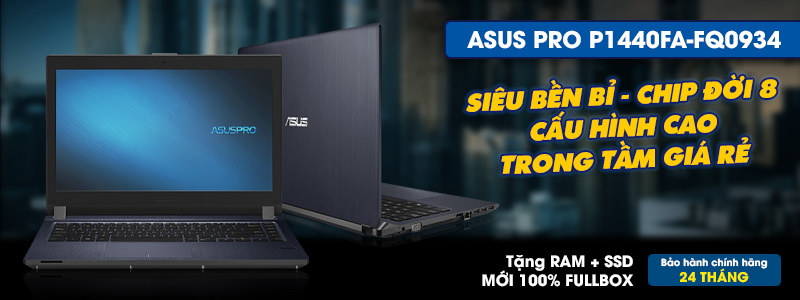 ASUS PRO P1440FA-FQ0934
SIÊU BỀN BỈ - CHIP ĐỜI 8
CẤU HÌNH CAO
TRONG TẦM GIÁ RẺ
ASUSPRO
ASUS
Tặng RAM + SSD
MỚI 100% FULLBOX
Bảo hành chính hãng
24 THÁNG